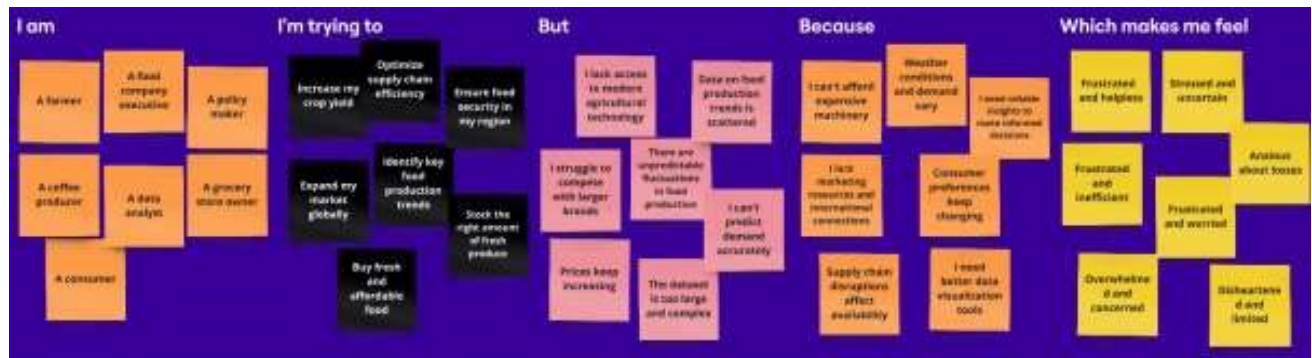 I am
I'm trying to
But
Because
Which makes me feel
A farmer
A food
company
executive
A policy
maker
A coffee
producer
A data
analyst
A grocery
store owner
A consumer
Increase my
crop yield
Optimize
supply chain
efficiency
Ensure food
security in
my region
Expand my
market
globally
Identify key
food
production
trends
Stock the
right amount
of fresh
produce
Buy fresh
and
affordable
food
I lack access
to modern
agricultural
technology
Data on food
production
trends is
scattered
I struggle to
compete
with larger
brands
There are
unpredictable
fluctuations
in food
production
I can't
predict
demand
accurately
Prices keep
increasing
The dataset
is too large
and complex
I can't afford
expensive
machinery
Weather
conditions
and demand
vary
I need reliable
insights to
make informed
decisions
I lack
marketing
resources and
international
connections
Consumer
preferences
keep
changing
Supply chain
disruptions
affect
availability
I need
better data
visualization
tools
Frustrated
and helpless
Stressed and
uncertain
Anxious
about losses
Frustrated
and
inefficient
Frustrated
and worried
Overwhelme
d and
concerned
Disheartene
d and
limited